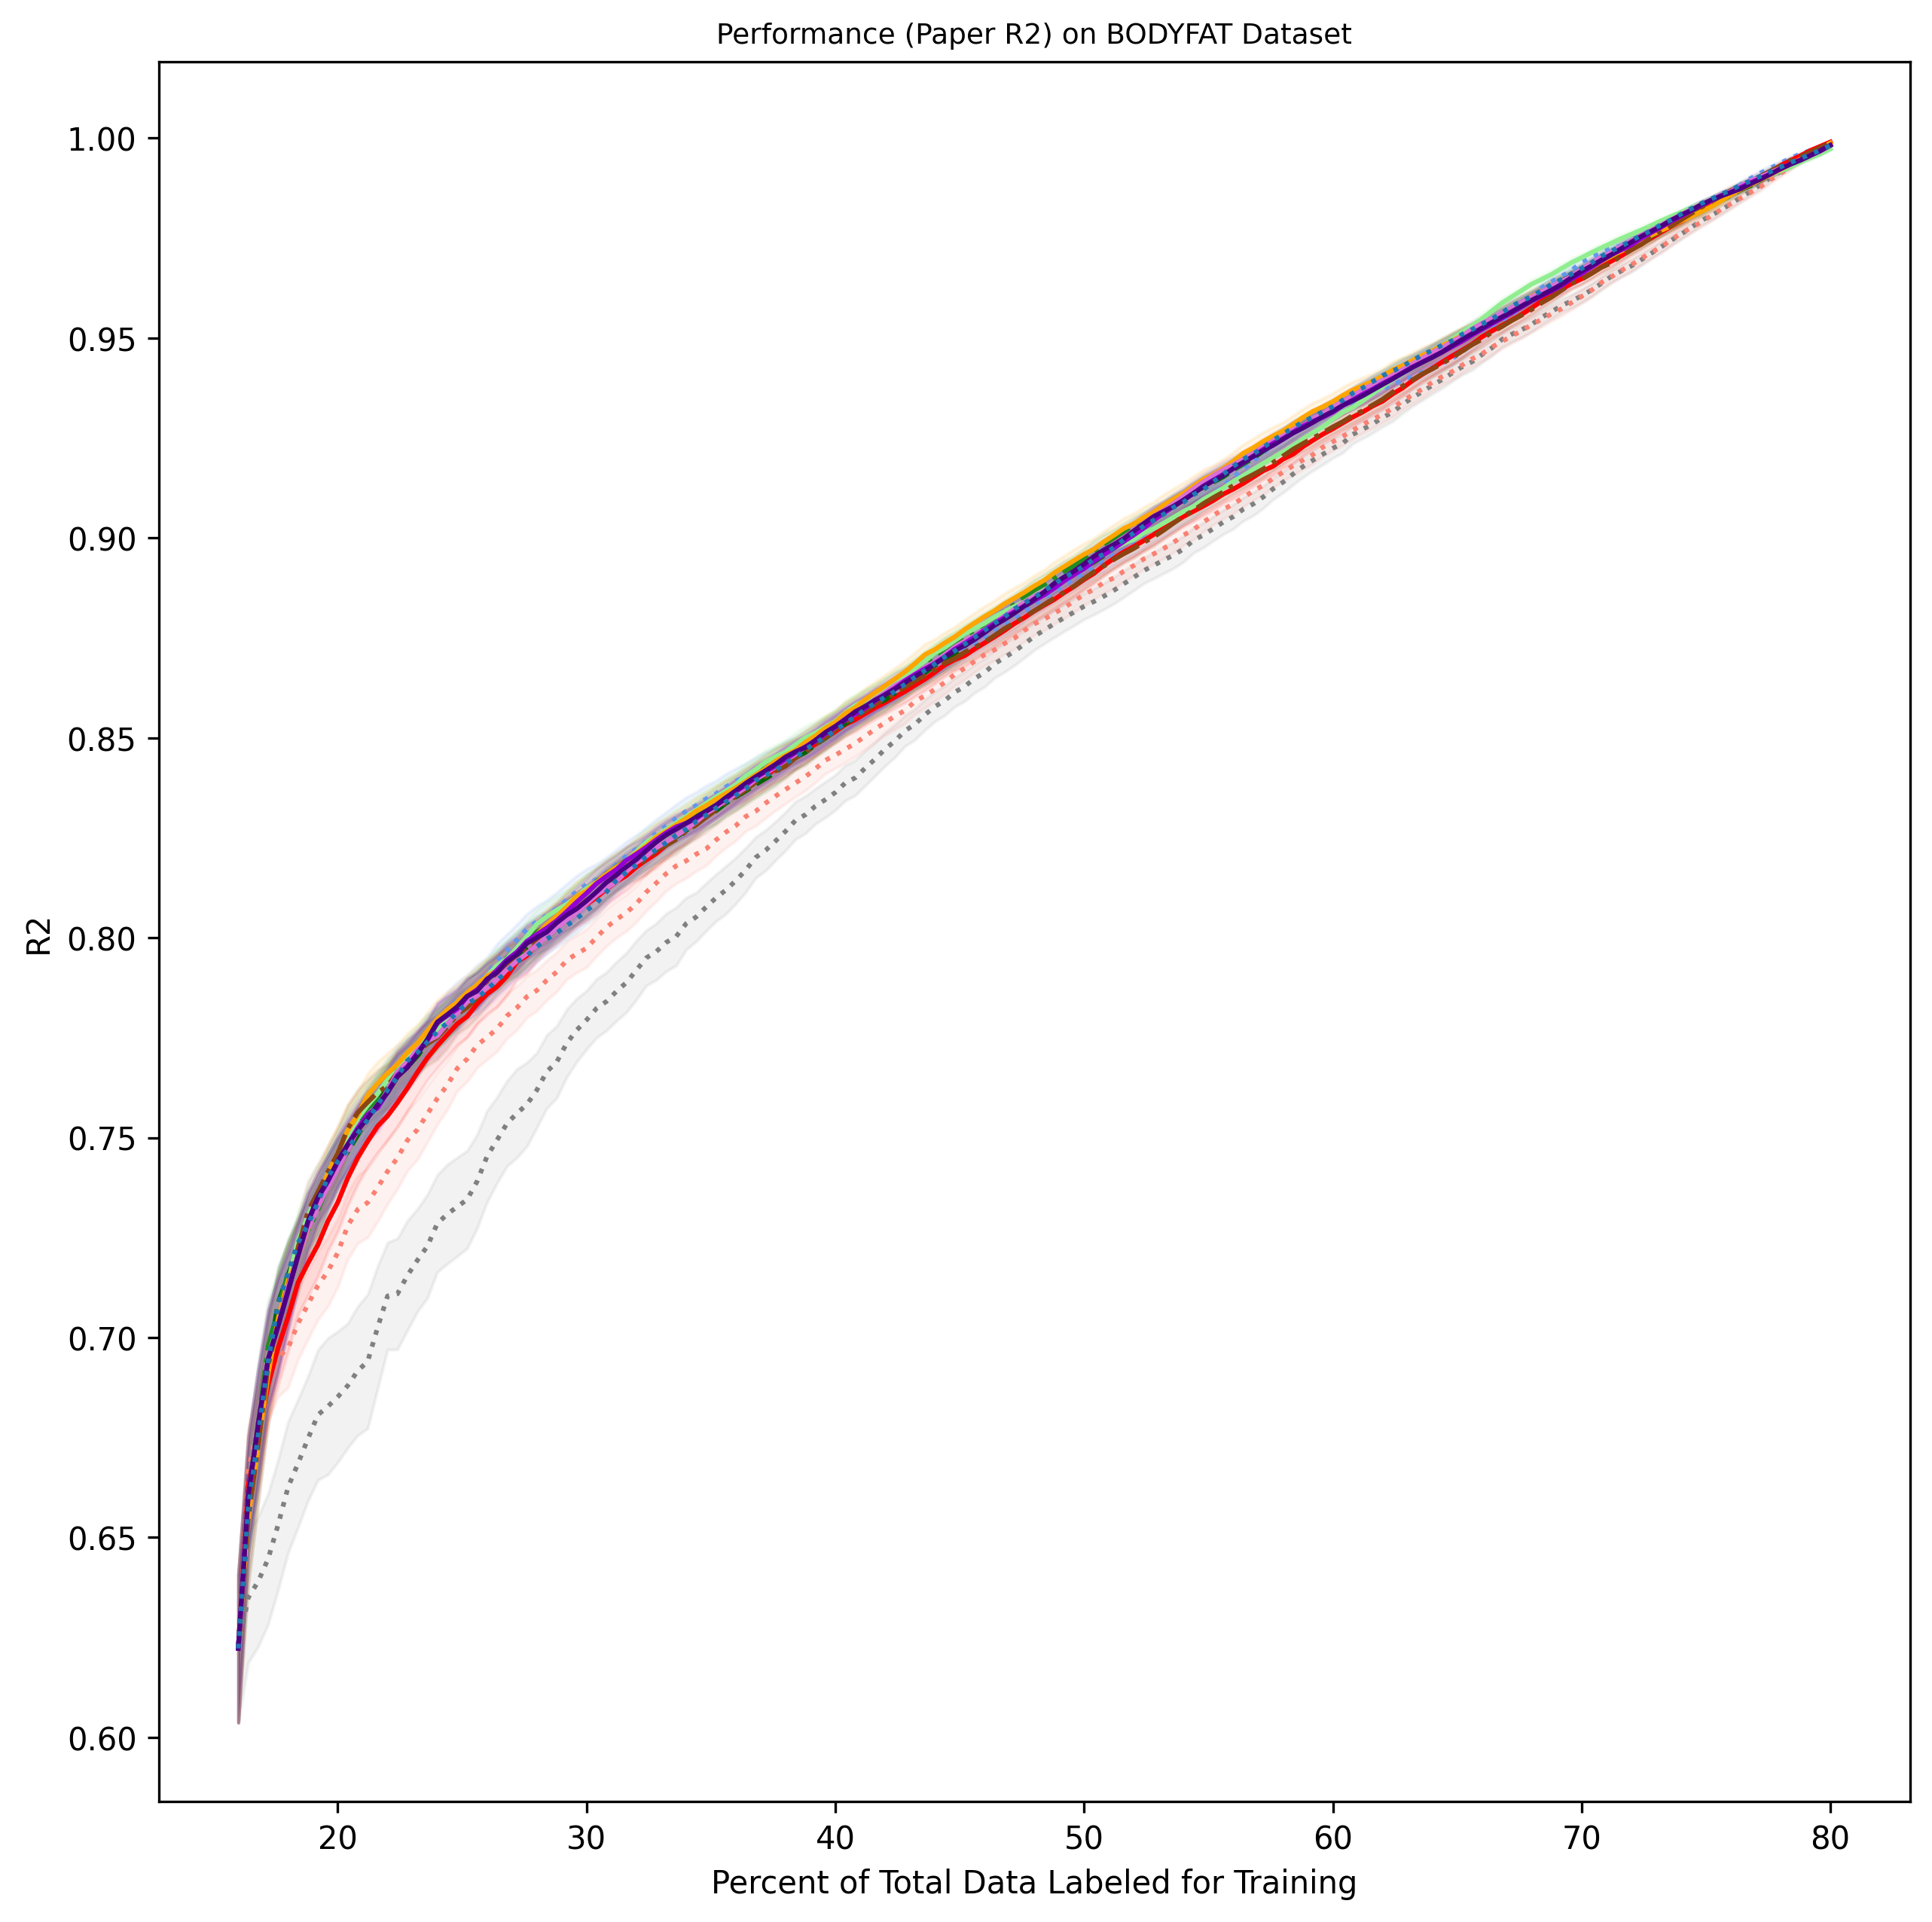 Performance (Paper R2) on BODYFAT Dataset
1.00
0.95
0.90
0.85
0.80
0.75
0.70
0.65
0.60
R2
20 30 40 50 60 70 80
Percent of Total Data Labeled for Training